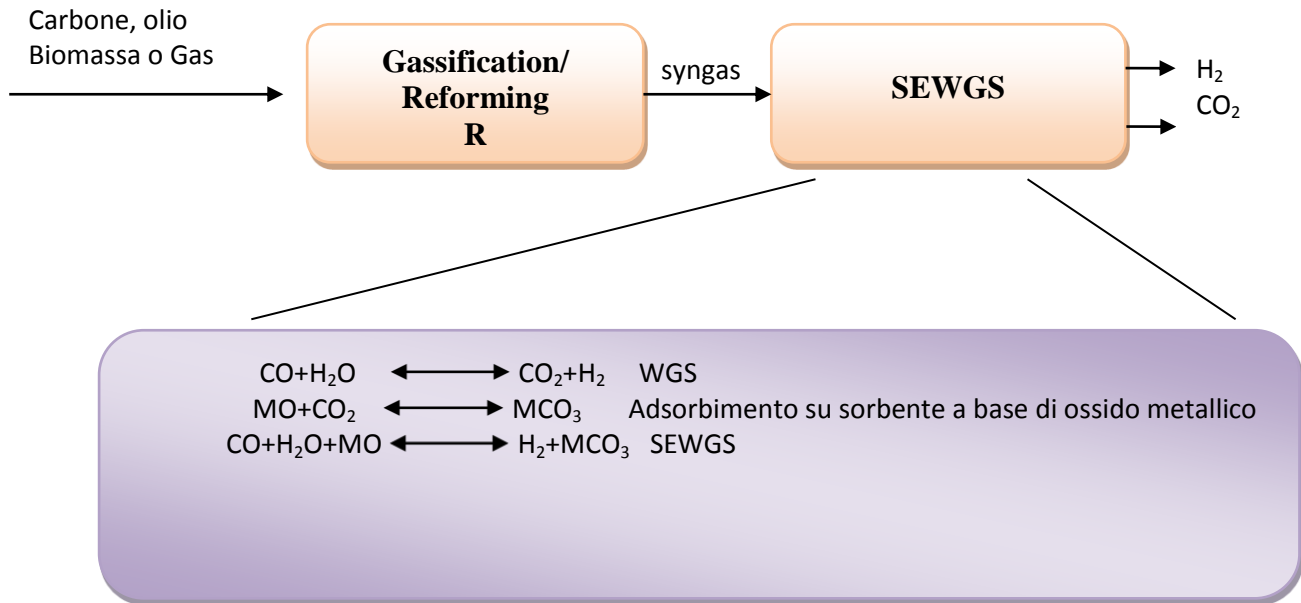 Carbone, olio
Biomassa o Gas
Gassification/
Reforming
R
syngas
SEWGS
H₂
CO₂
CO+H₂O ↔ CO₂+H₂ WGS
MO+CO₂ ↔ MCO₃ Adsorbimento su sorbente a base di ossido metallico
CO+H₂O+MO ↔ H₂+MCO₃ SEWGS